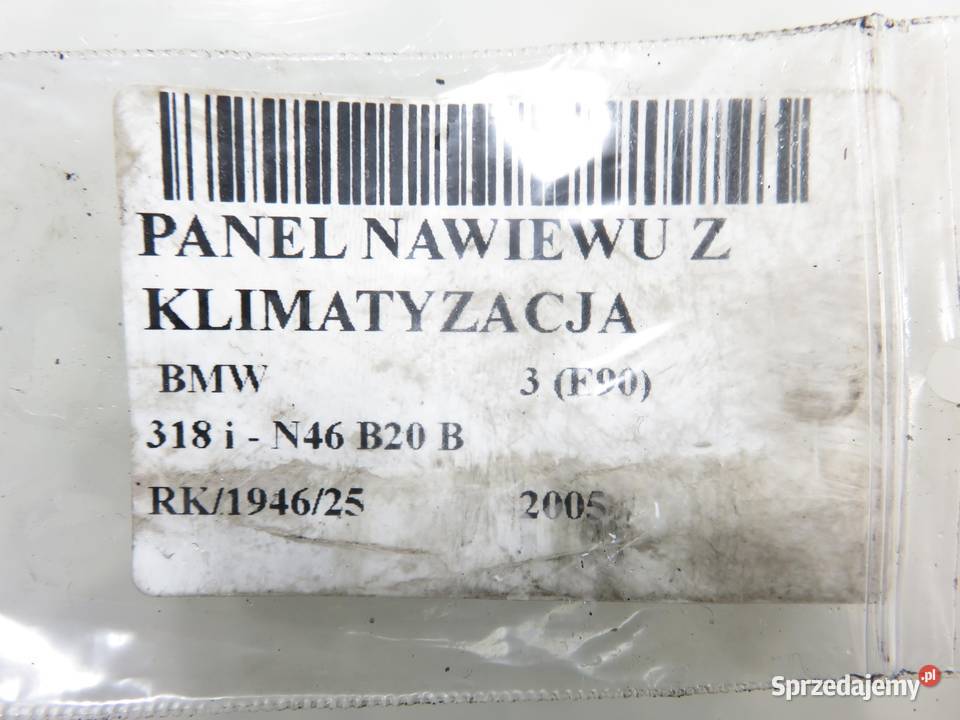 PANEL NAWIEWU Z
KLIMATYZACJA
BMW 3 (E90)
318 i - N46 B20 B
RK/1946/25 2005
Sprzedajemy.pl